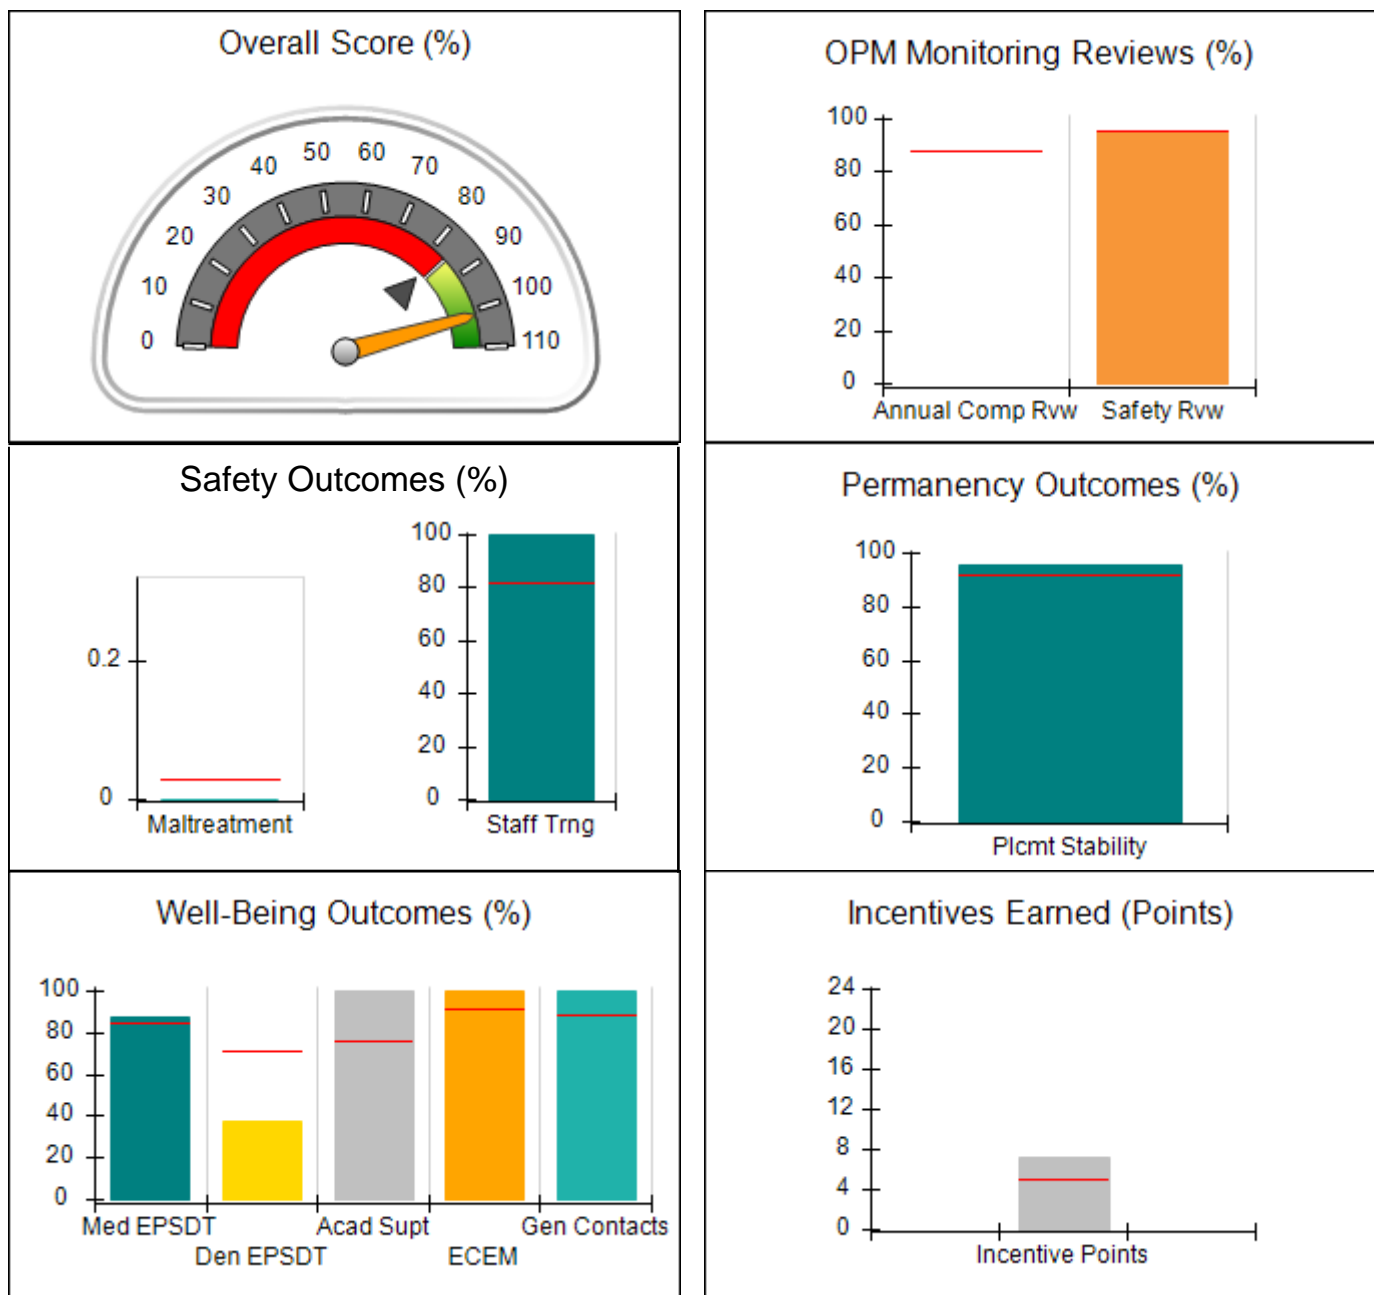 Overall Score (%)
0
10
20
30
40
50
60
70
80
90
100
110
OPM Monitoring Reviews (%)
100
80
60
40
20
0
Annual Comp Rvw
Safety Rvw
Safety Outcomes (%)
0.2
0
Maltreatment
100
80
60
40
20
0
Staff Trng
Permanency Outcomes (%)
100
80
60
40
20
0
Plcmt Stability
Well-Being Outcomes (%)
100
80
60
40
20
0
Med EPSDT
Den EPSDT
Acad Supt
ECEM
Gen Contacts
Incentives Earned (Points)
24
20
16
12
8
4
0
Incentive Points